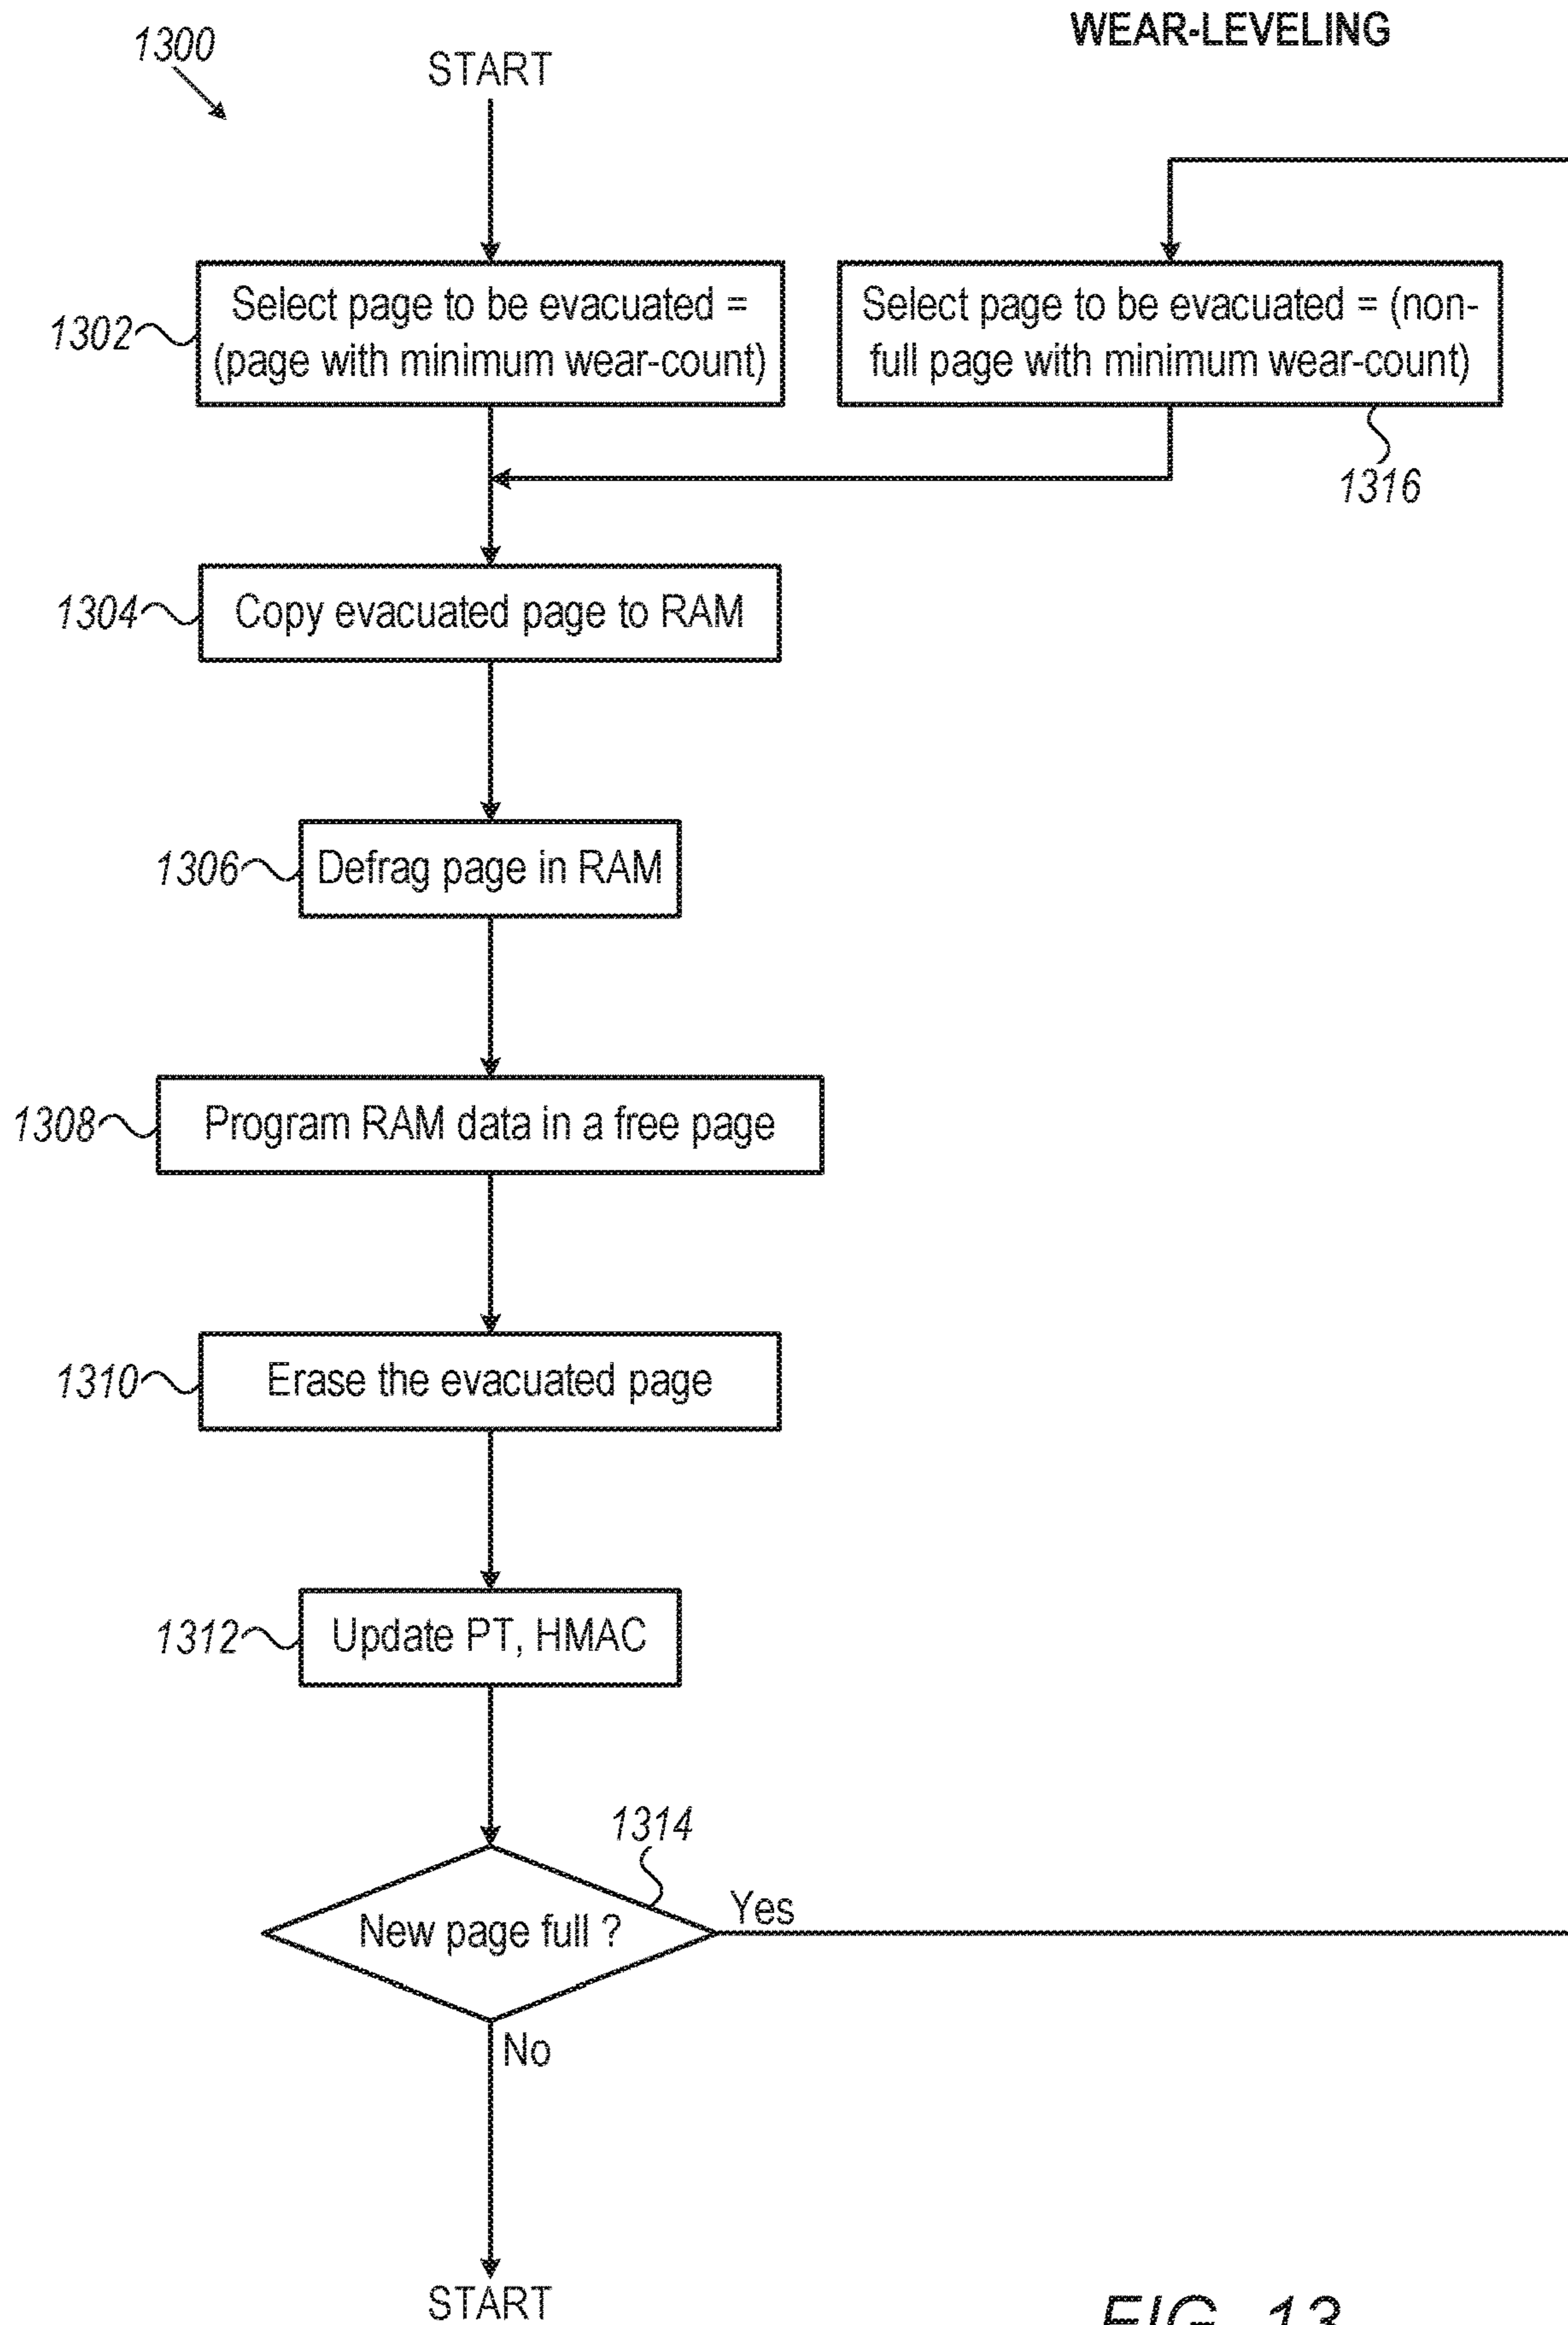 WEAR-LEVELING
1300
START
Select page to be evacuated =
(page with minimum wear-count)
1302
Select page to be evacuated = (non-
full page with minimum wear-count)
1316
1304
Copy evacuated page to RAM
1306
Defrag page in RAM
1308
Program RAM data in a free page
1310
Erase the evacuated page
1312
Update PT, HMAC
1314
New page full ?
Yes
No
START
FIG. 13